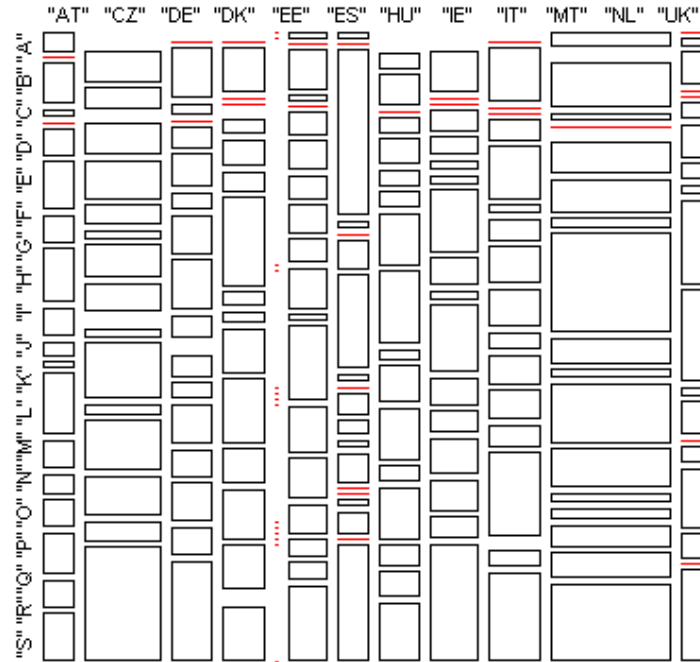 "AT" "CZ" "DE" "DK" "EE" "ES" "HU" "IE" "IT" "MT" "NL" "UK"
"A"
"B"
"C"
"D"
"E"
"F"
"G"
"H"
"I"
"J"
"K"
"L"
"M"
"N"
"O"
"P"
"Q"
"R"
"S"